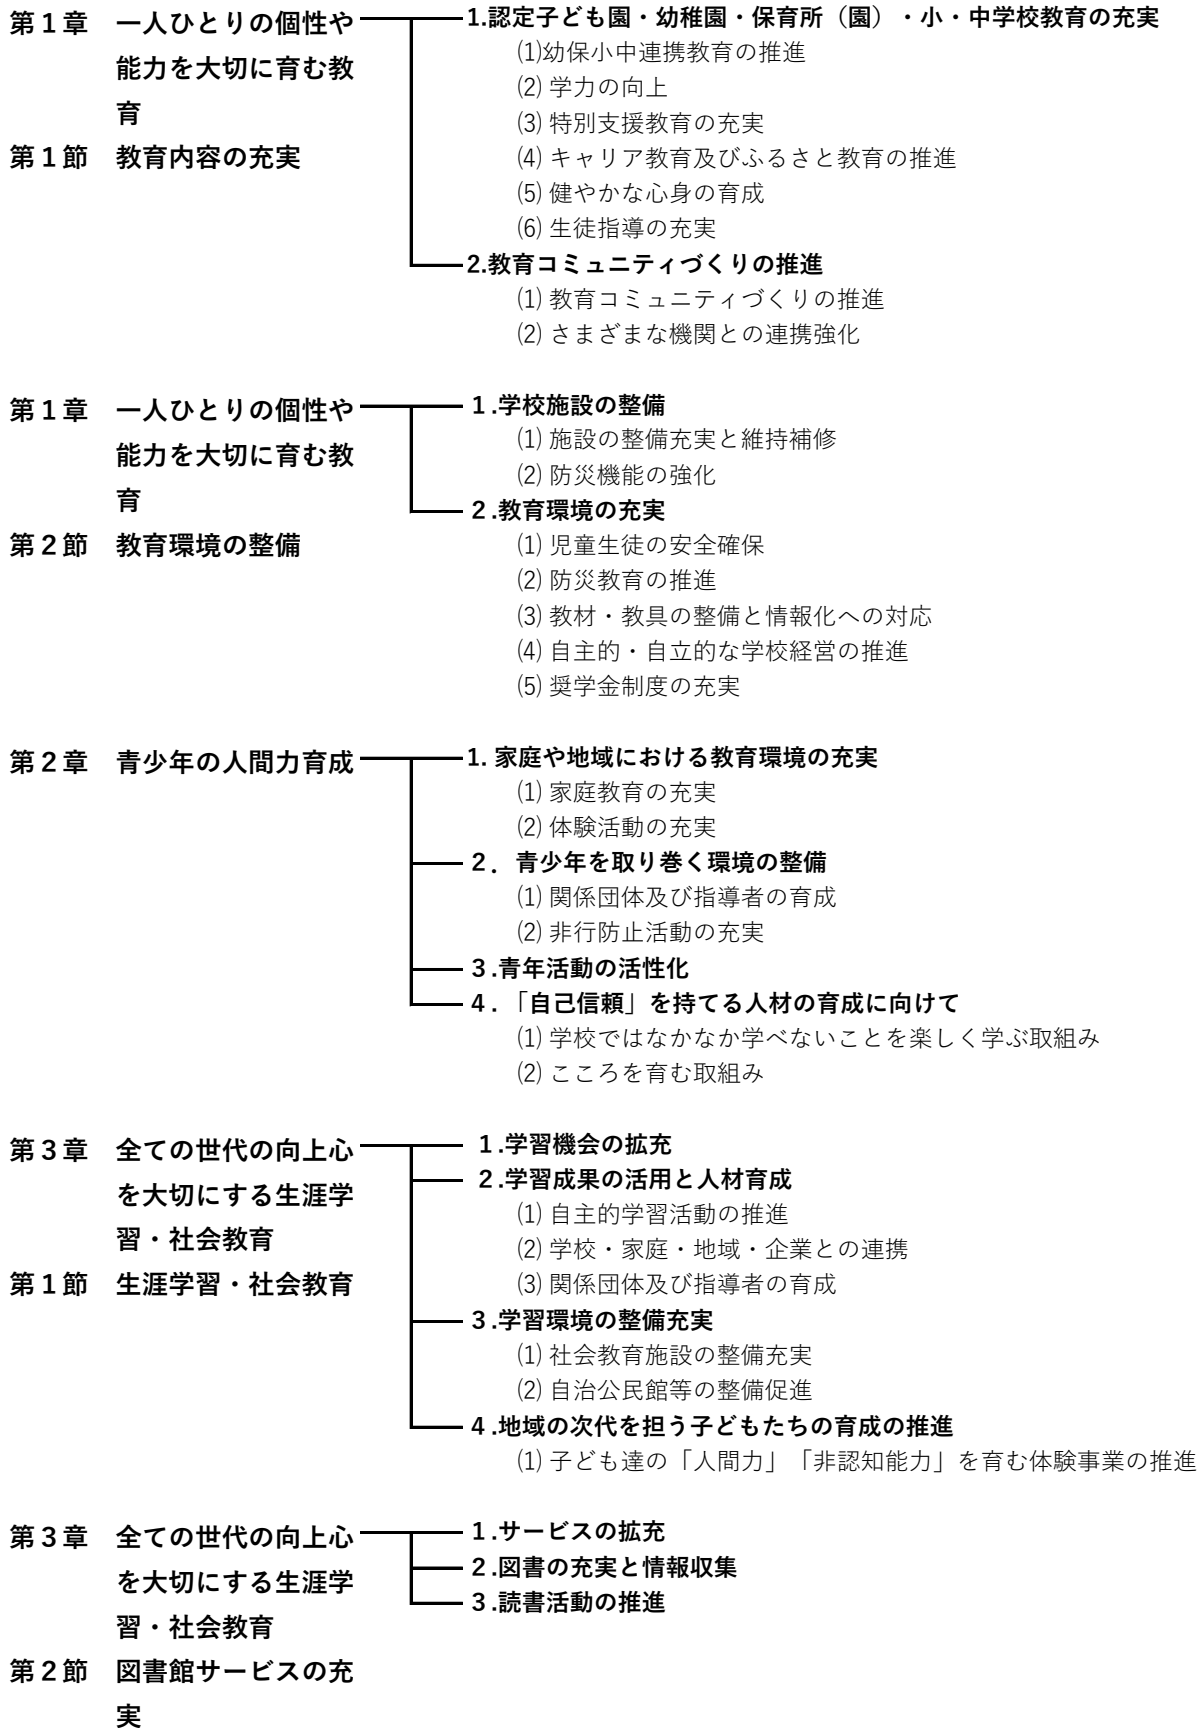 第１章　一人ひとりの個性や
能力を大切に育む教
育
第１節　教育内容の充実
1.認定子ども園・幼稚園・保育所（園）・小・中学校教育の充実
⑴幼保小中連携教育の推進
⑵ 学力の向上
⑶ 特別支援教育の充実
⑷ キャリア教育及びふるさと教育の推進
⑸ 健やかな心身の育成
⑹ 生徒指導の充実
2.教育コミュニティづくりの推進
⑴ 教育コミュニティづくりの推進
⑵ さまざまな機関との連携強化
第１章　一人ひとりの個性や
能力を大切に育む教
育
第２節　教育環境の整備
１.学校施設の整備
⑴ 施設の整備充実と維持補修
⑵ 防災機能の強化
２.教育環境の充実
⑴ 児童生徒の安全確保
⑵ 防災教育の推進
⑶ 教材・教具の整備と情報化への対応
⑷ 自主的・自立的な学校経営の推進
⑸ 奨学金制度の充実
第２章　青少年の人間力育成
1. 家庭や地域における教育環境の充実
⑴ 家庭教育の充実
⑵ 体験活動の充実
２．青少年を取り巻く環境の整備
⑴ 関係団体及び指導者の育成
⑵ 非行防止活動の充実
３.青年活動の活性化
４.「自己信頼」を持てる人材の育成に向けて
⑴ 学校ではなかなか学べないことを楽しく学ぶ取組み
⑵ こころを育む取組み
第３章　全ての世代の向上心
を大切にする生涯学
習・社会教育
第１節　生涯学習・社会教育
１.学習機会の拡充
２.学習成果の活用と人材育成
⑴ 自主的学習活動の推進
⑵ 学校・家庭・地域・企業との連携
⑶ 関係団体及び指導者の育成
３.学習環境の整備充実
⑴ 社会教育施設の整備充実
⑵ 自治公民館等の整備促進
４.地域の次代を担う子どもたちの育成の推進
⑴ 子ども達の「人間力」「非認知能力」を育む体験事業の推進
第３章　全ての世代の向上心
を大切にする生涯学
習・社会教育
第２節　図書館サービスの充
実
１.サービスの拡充
２.図書の充実と情報収集
３.読書活動の推進